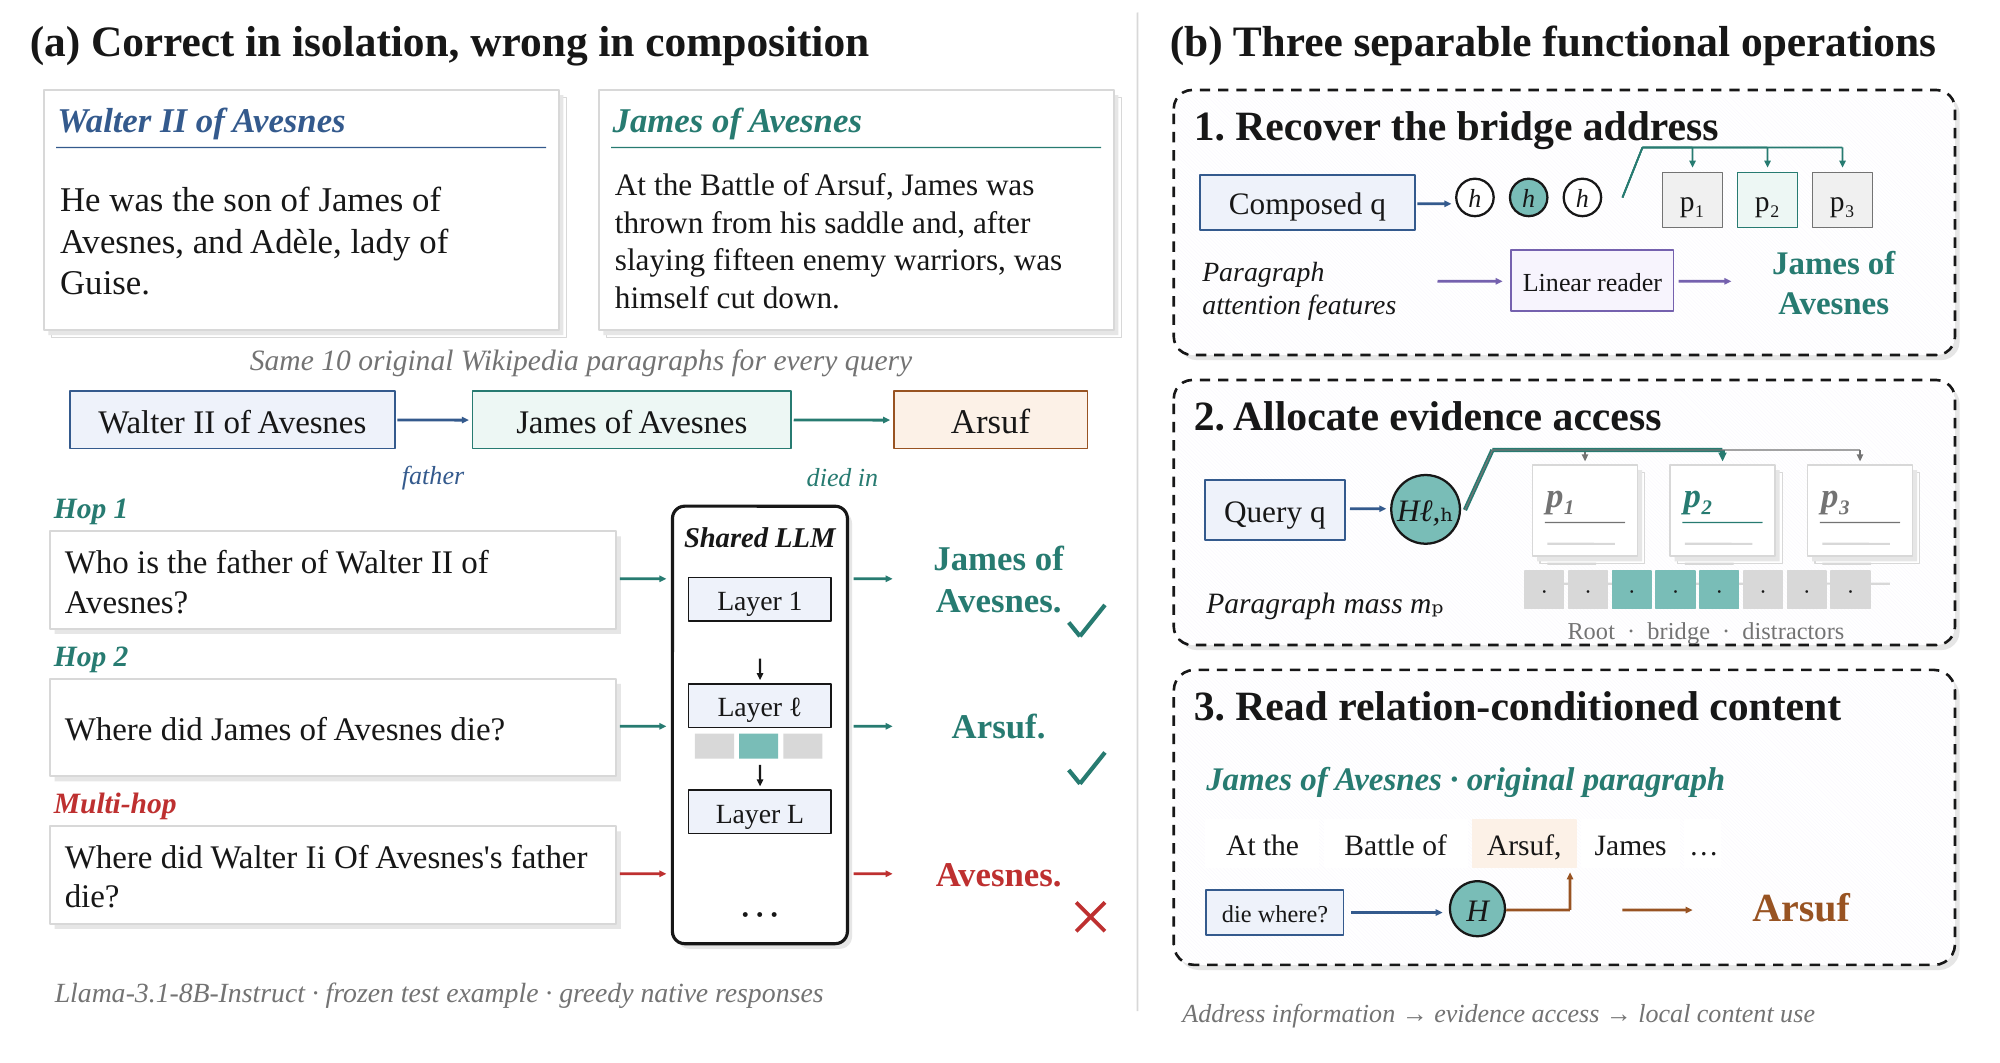 (a) Correct in isolation, wrong in composition
Walter II of Avesnes
He was the son of James of
Avesnes, and Adèle, lady of
Guise.
James of Avesnes
At the Battle of Arsuf, James was
thrown from his saddle and, after
slaying fifteen enemy warriors, was
himself cut down.
Same 10 original Wikipedia paragraphs for every query
Walter II of Avesnes
James of Avesnes
Arsuf
father
died in
Hop 1
Who is the father of Walter II of
Avesnes?
Hop 2
Where did James of Avesnes die?
Multi-hop
Where did Walter Ii Of Avesnes's father
die?
Shared LLM
Layer 1
Layer ℓ
Layer L
...
James of
Avesnes.
Arsuf.
Avesnes.
Llama-3.1-8B-Instruct · frozen test example · greedy native responses
(b) Three separable functional operations
1. Recover the bridge address
Composed q
h h h
p₁ p₂ p₃
Paragraph
attention features
Linear reader
James of
Avesnes
2. Allocate evidence access
Query q
Hℓ,ₕ
p₁ p₂ p₃
Paragraph mass mₚ
· · · · · · · ·
Root · bridge · distractors
3. Read relation-conditioned content
James of Avesnes · original paragraph
At the Battle of Arsuf, James …
die where?
H
Arsuf
Address information → evidence access → local content use